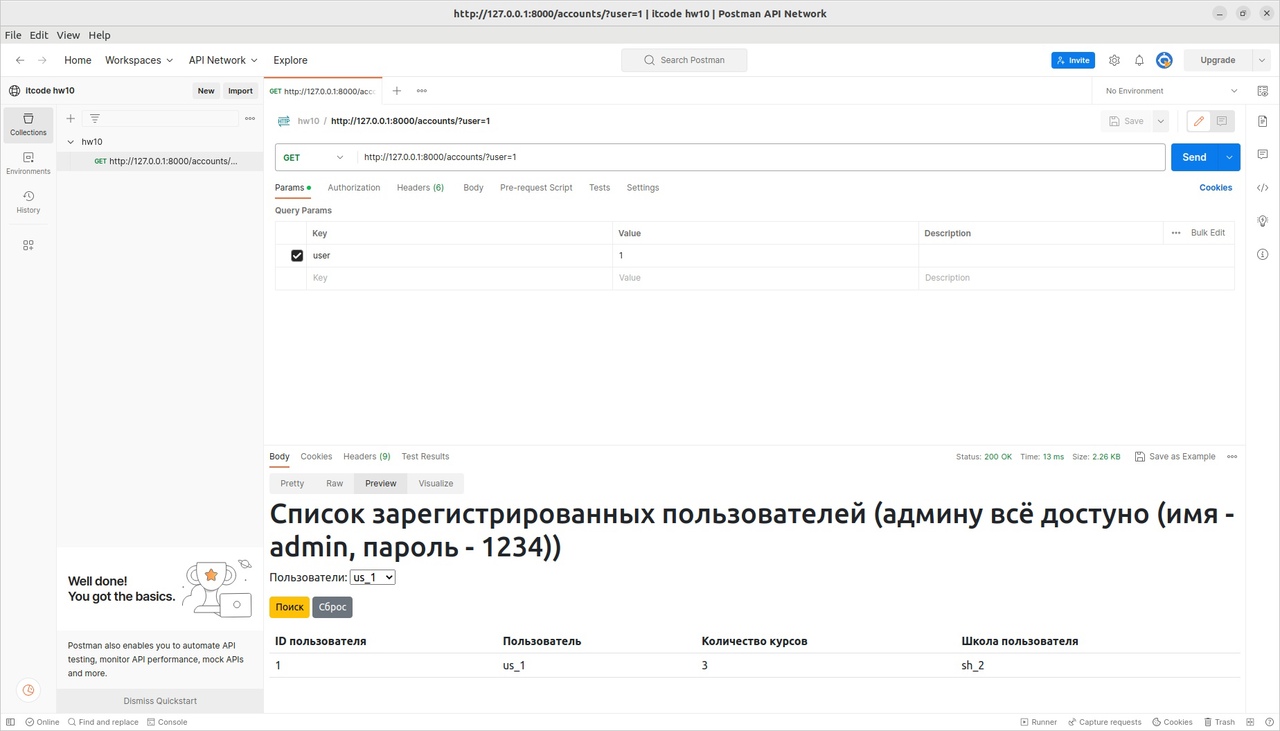 http://127.0.0.1:8000/accounts/?user=1 | itcode hw10 | Postman API Network
File Edit View Help
Home Workspaces API Network Explore Search Postman Invite Upgrade
itcode hw10 New Import GET http://127.0.0.1:8000/acc No Environment
Collections
hw10 / http://127.0.0.1:8000/accounts/?user=1 Save
hw10
GET http://127.0.0.1:8000/accounts/...
GET http://127.0.0.1:8000/accounts/?user=1 Send
Environments
History
Params Authorization Headers (6) Body Pre-request Script Tests Settings Cookies
Query Params
Key Value Description Bulk Edit
user 1
Key Value Description
Body Cookies Headers (9) Test Results Status: 200 OK Time: 13 ms Size: 2.26 KB Save as Example
Pretty Raw Preview Visualize
Список зарегистрированных пользователей (админу всё достуно (имя -
admin, пароль - 1234))
Пользователи: us_1
Поиск Сброс
ID пользователя Пользователь Количество курсов Школа пользователя
1 us_1 3 sh_2
Well done!
You got the basics.
Postman also enables you to automate API
testing, monitor API performance, mock APIs
and more.
Dismiss Quickstart
Online Find and replace Console Runner Capture requests Cookies Trash